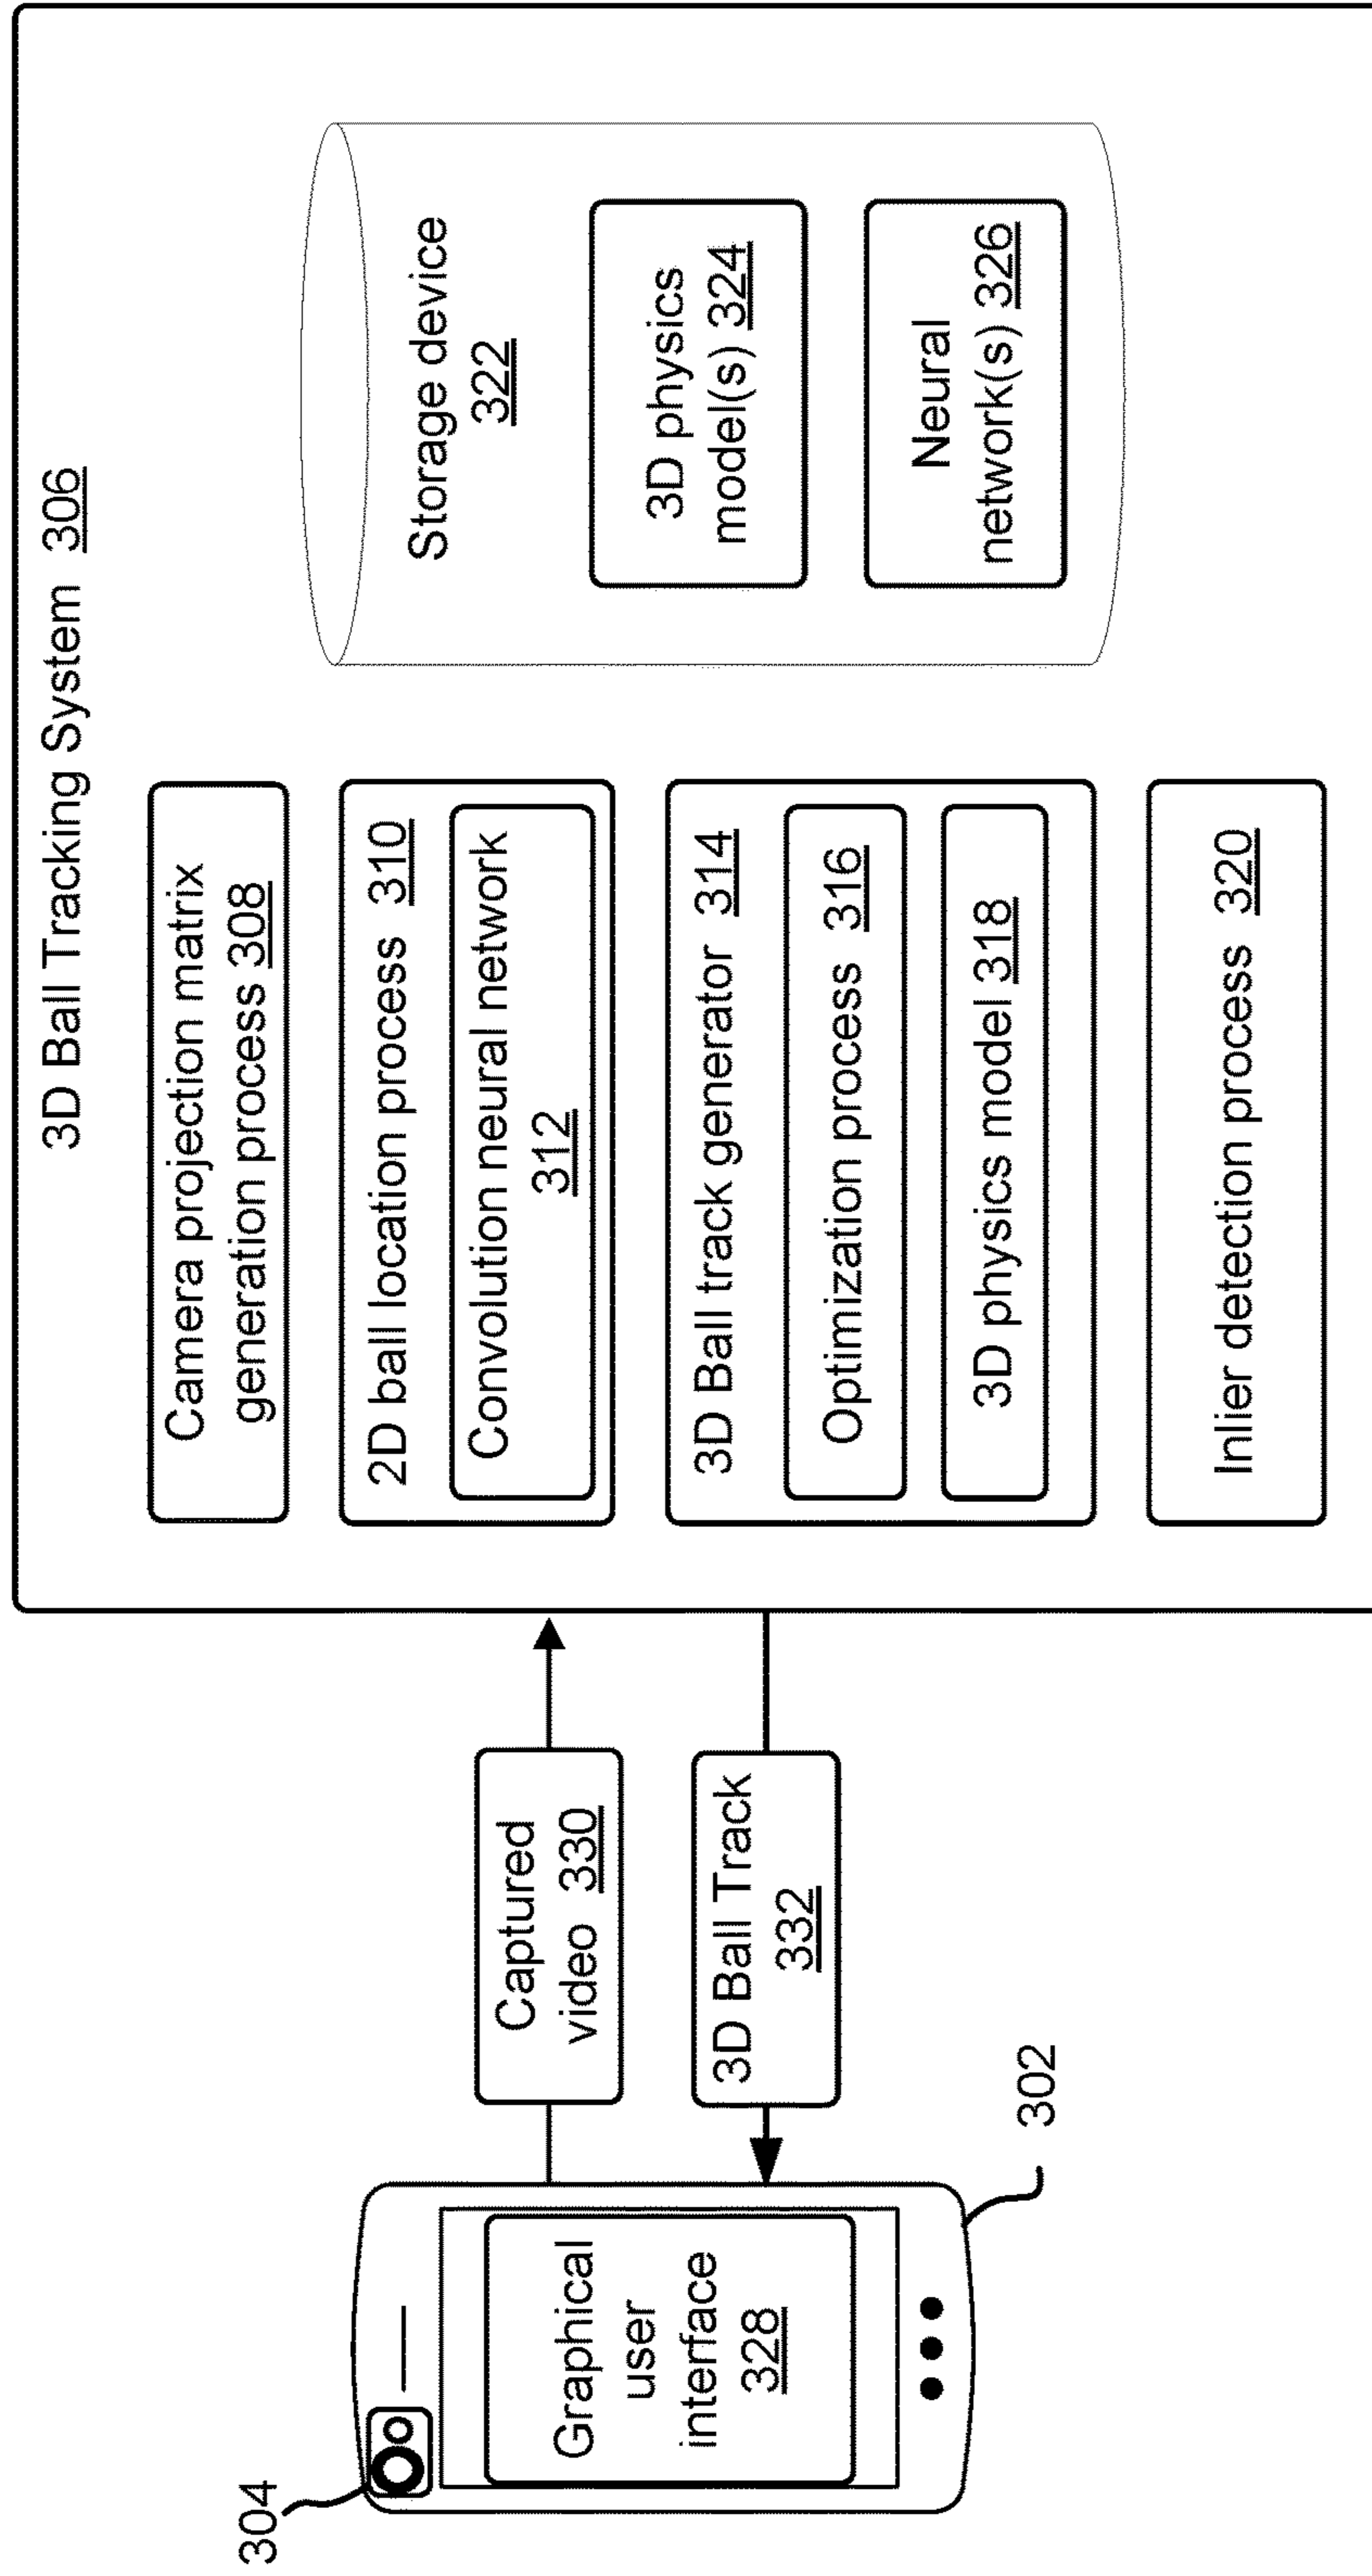 3D Ball Tracking System 306
304
Graphical
user
interface
328
302
Captured
video 330
3D Ball Track
332
Camera projection matrix
generation process 308
2D ball location process 310
Convolution neural network
312
3D Ball track generator 314
Optimization process 316
3D physics model 318
Inlier detection process 320
Storage device
322
3D physics
model(s) 324
Neural
network(s) 326